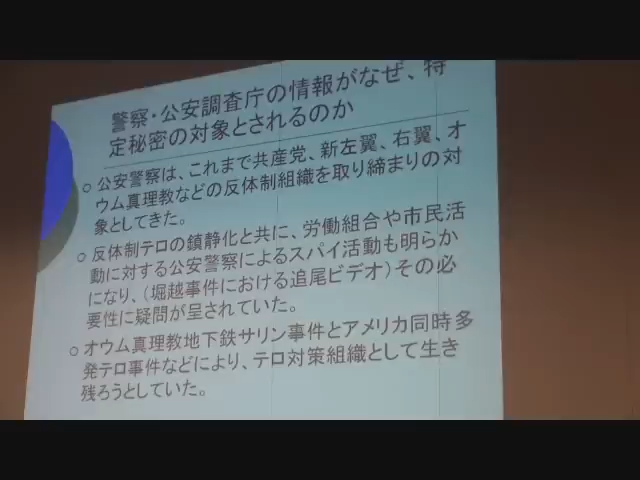 警察・公安調査庁の情報がなぜ、特
定秘密の対象とされるのか
○ 公安警察は、これまで共産党、新左翼、右翼、オ
ウム真理教などの反体制組織を取り締まりの対
象としてきた。
○ 反体制テロの鎮静化と共に、労働組合や市民活
動に対する公安警察によるスパイ活動も明らか
になり、(堀越事件における追尾ビデオ)その必
要性に疑問が呈されていた。
○ オウム真理教地下鉄サリン事件とアメリカ同時多
発テロ事件などにより、テロ対策組織として生き
残ろうとしていた。